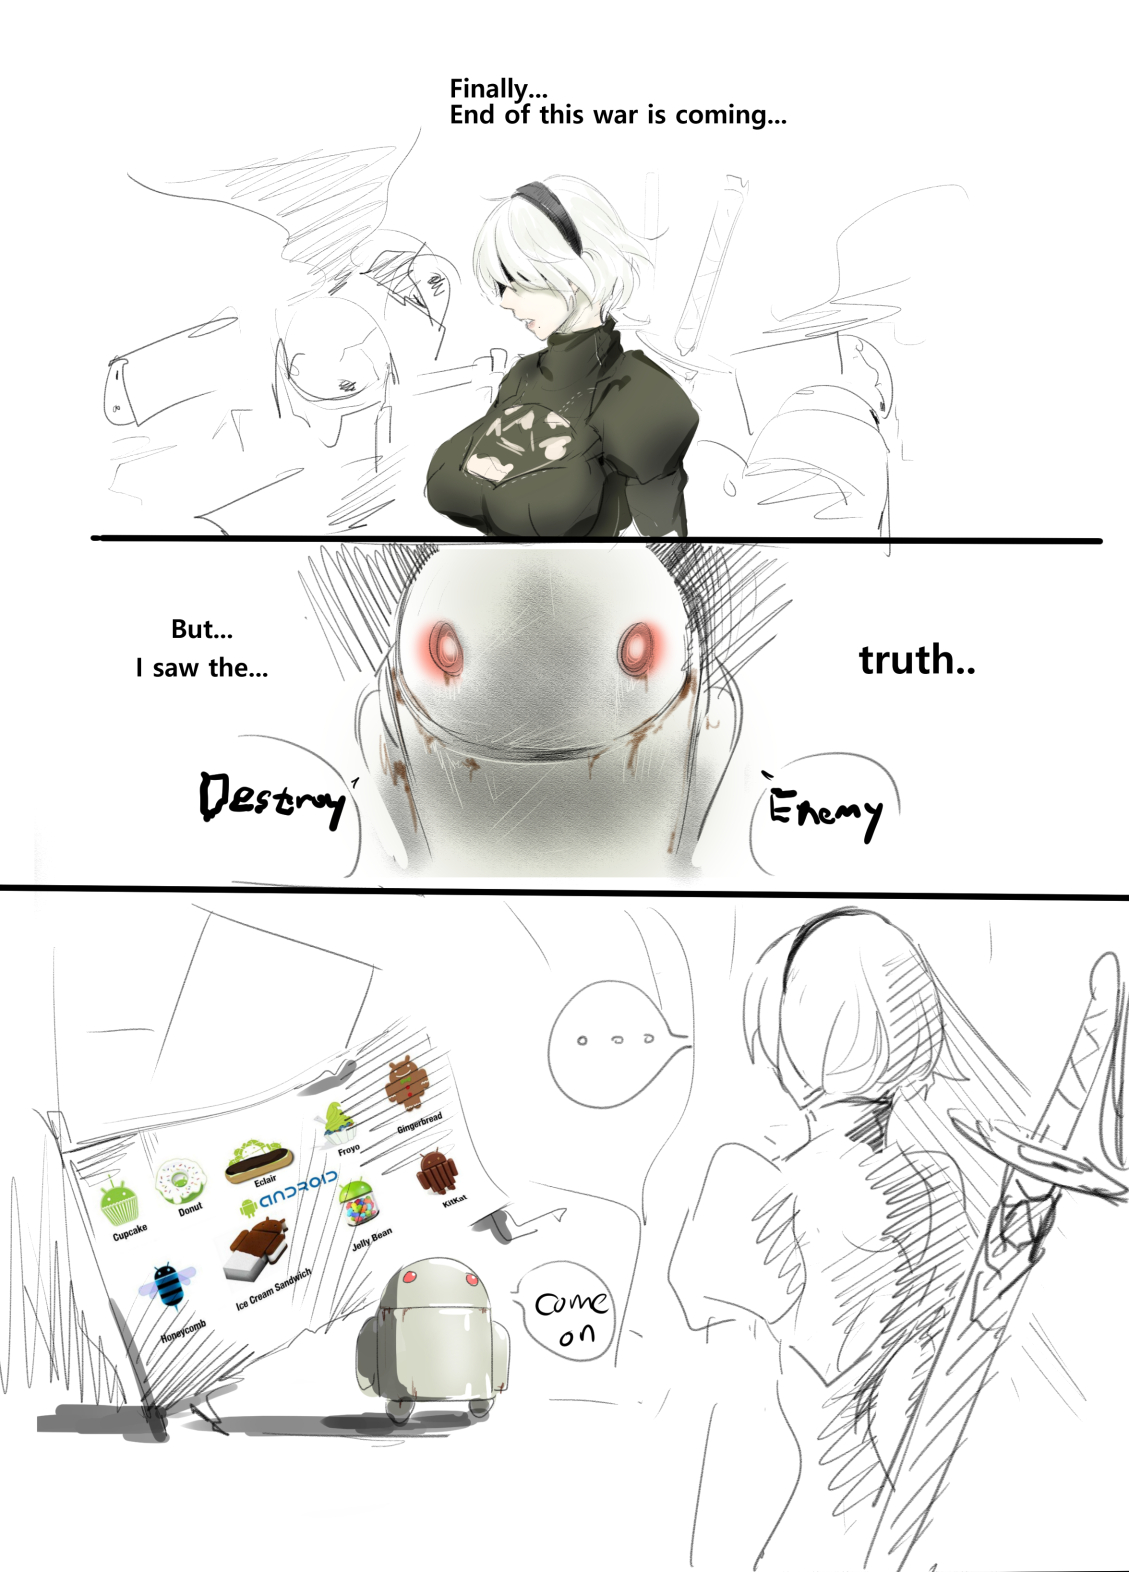 Finally...
End of this war is coming...
But...
I saw the...
truth..
Destroy
Enemy
. . .
Gingerbread
Froyo
Eclair
KitKat
ANDROID
Donut
Cupcake
Jelly Bean
Ice Cream Sandwich
Honeycomb
come
on